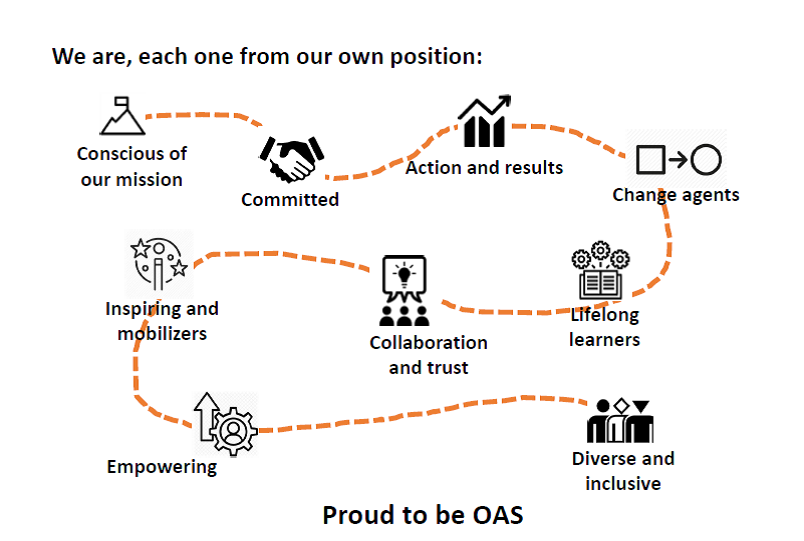 We are, each one from our own position:
Conscious of
our mission
Committed
Action and results
Change agents
Lifelong
learners
Collaboration
and trust
Inspiring and
mobilizers
Empowering
Diverse and
inclusive
Proud to be OAS